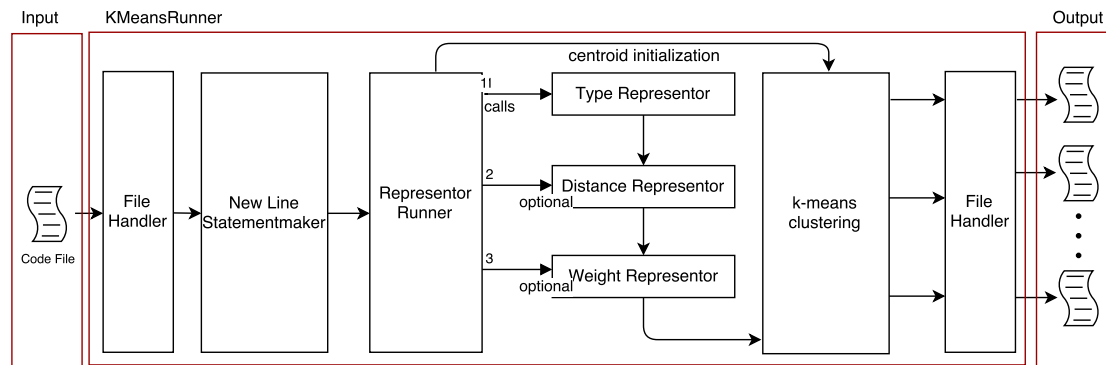 Input
KMeansRunner
Output
centroid initialization
1
calls
Type Representor
2
optional
Distance Representor
3
optional
Weight Representor
Code File
File
Handler
New Line
Statementmaker
Representor
Runner
k-means
clustering
File
Handler